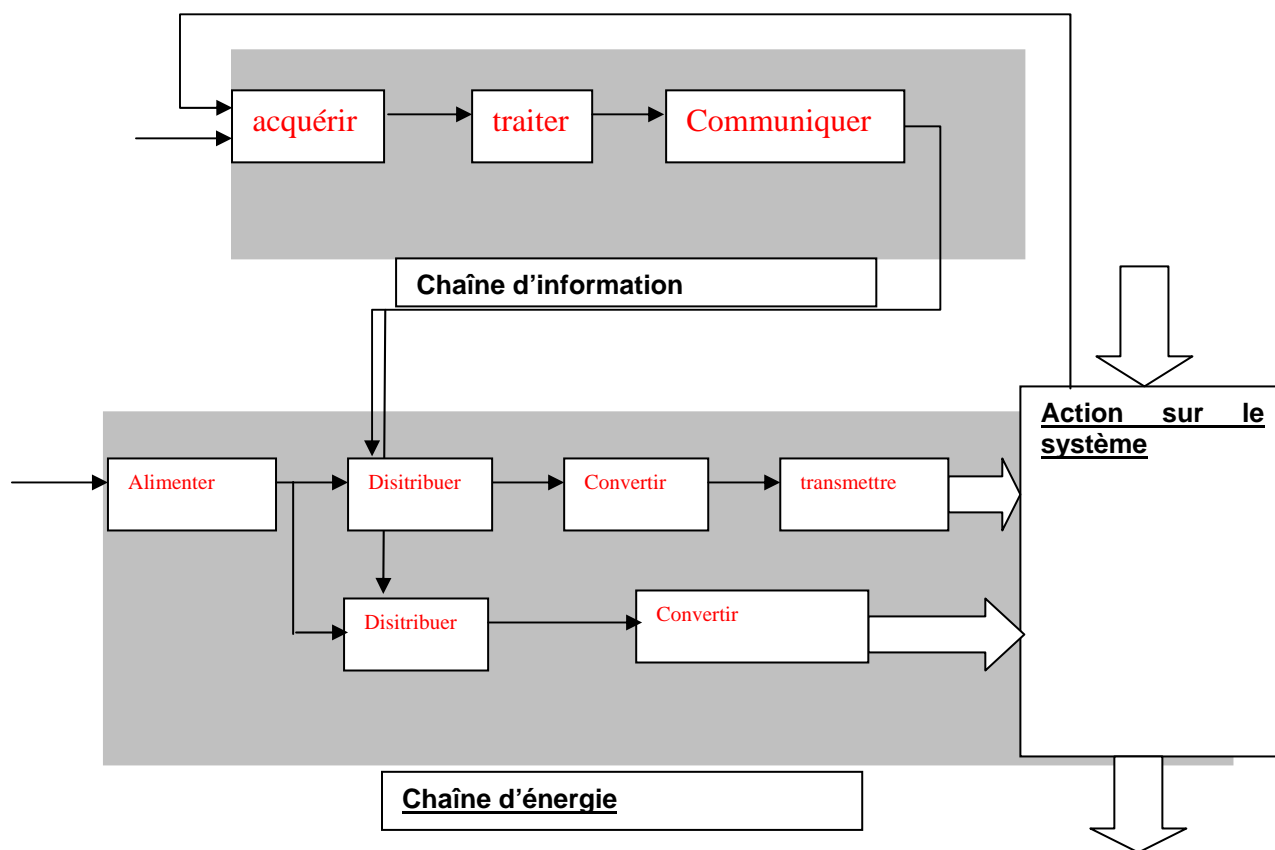 acquérir
traiter
Communiquer
Chaîne d’information
Action sur le
système
Alimenter
Disitribuer
Convertir
transmettre
Disitribuer
Convertir
Chaîne d’énergie